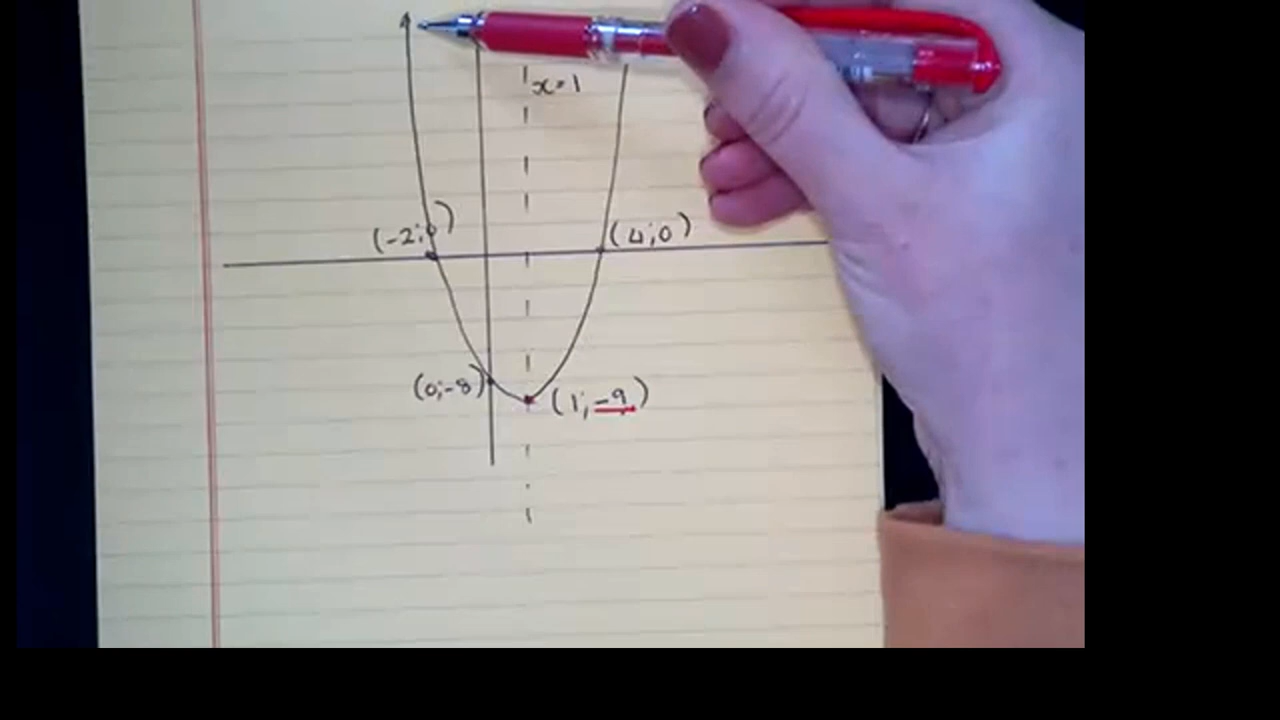 x=1
(-2;0)
(4;0)
(0;-8)
(1;-9)